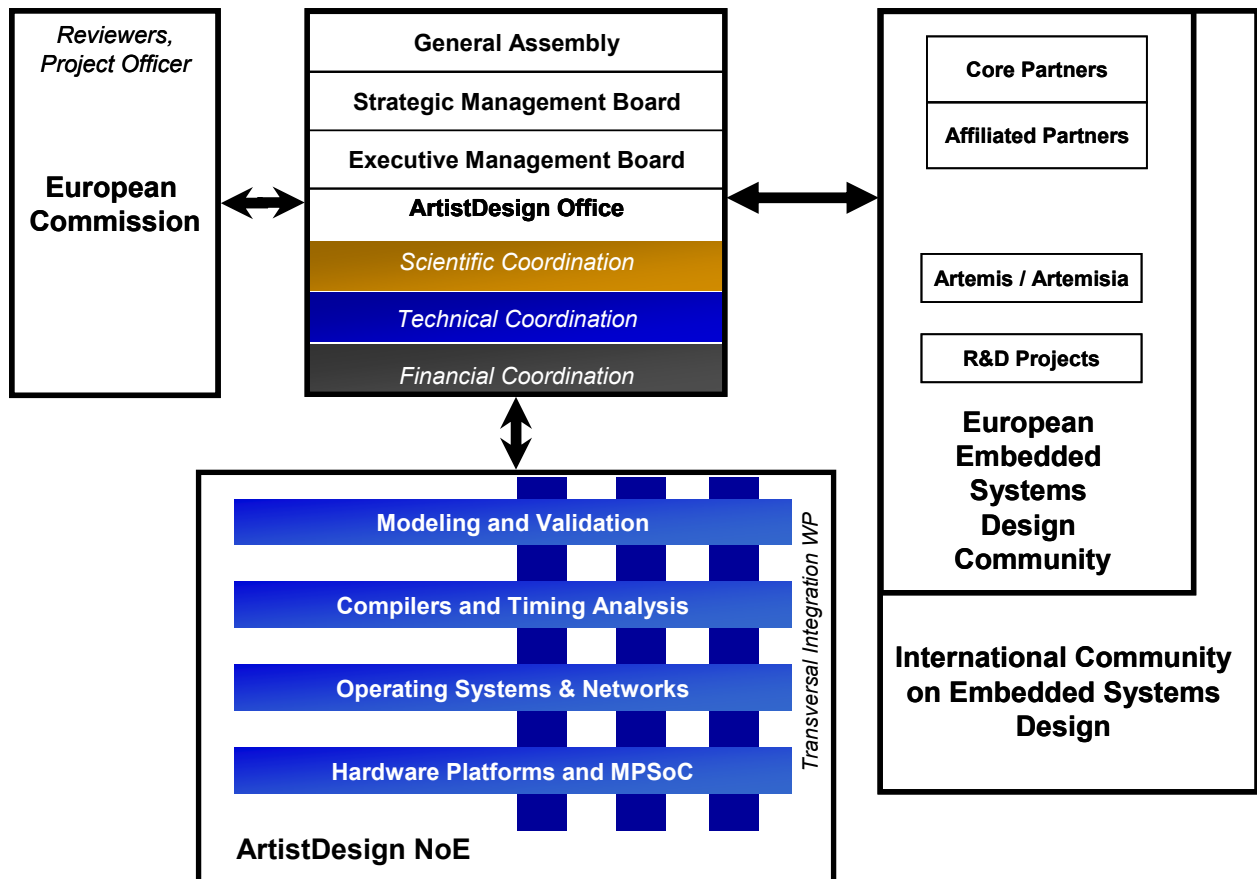 Reviewers,
Project Officer
European
Commission
General Assembly
Strategic Management Board
Executive Management Board
ArtistDesign Office
Scientific Coordination
Technical Coordination
Financial Coordination
Core Partners
Affiliated Partners
Artemis / Artemisia
R&D Projects
European
Embedded
Systems
Design
Community
International Community
on Embedded Systems
Design
Modeling and Validation
Compilers and Timing Analysis
Operating Systems & Networks
Hardware Platforms and MPSoC
Transversal Integration WP
ArtistDesign NoE